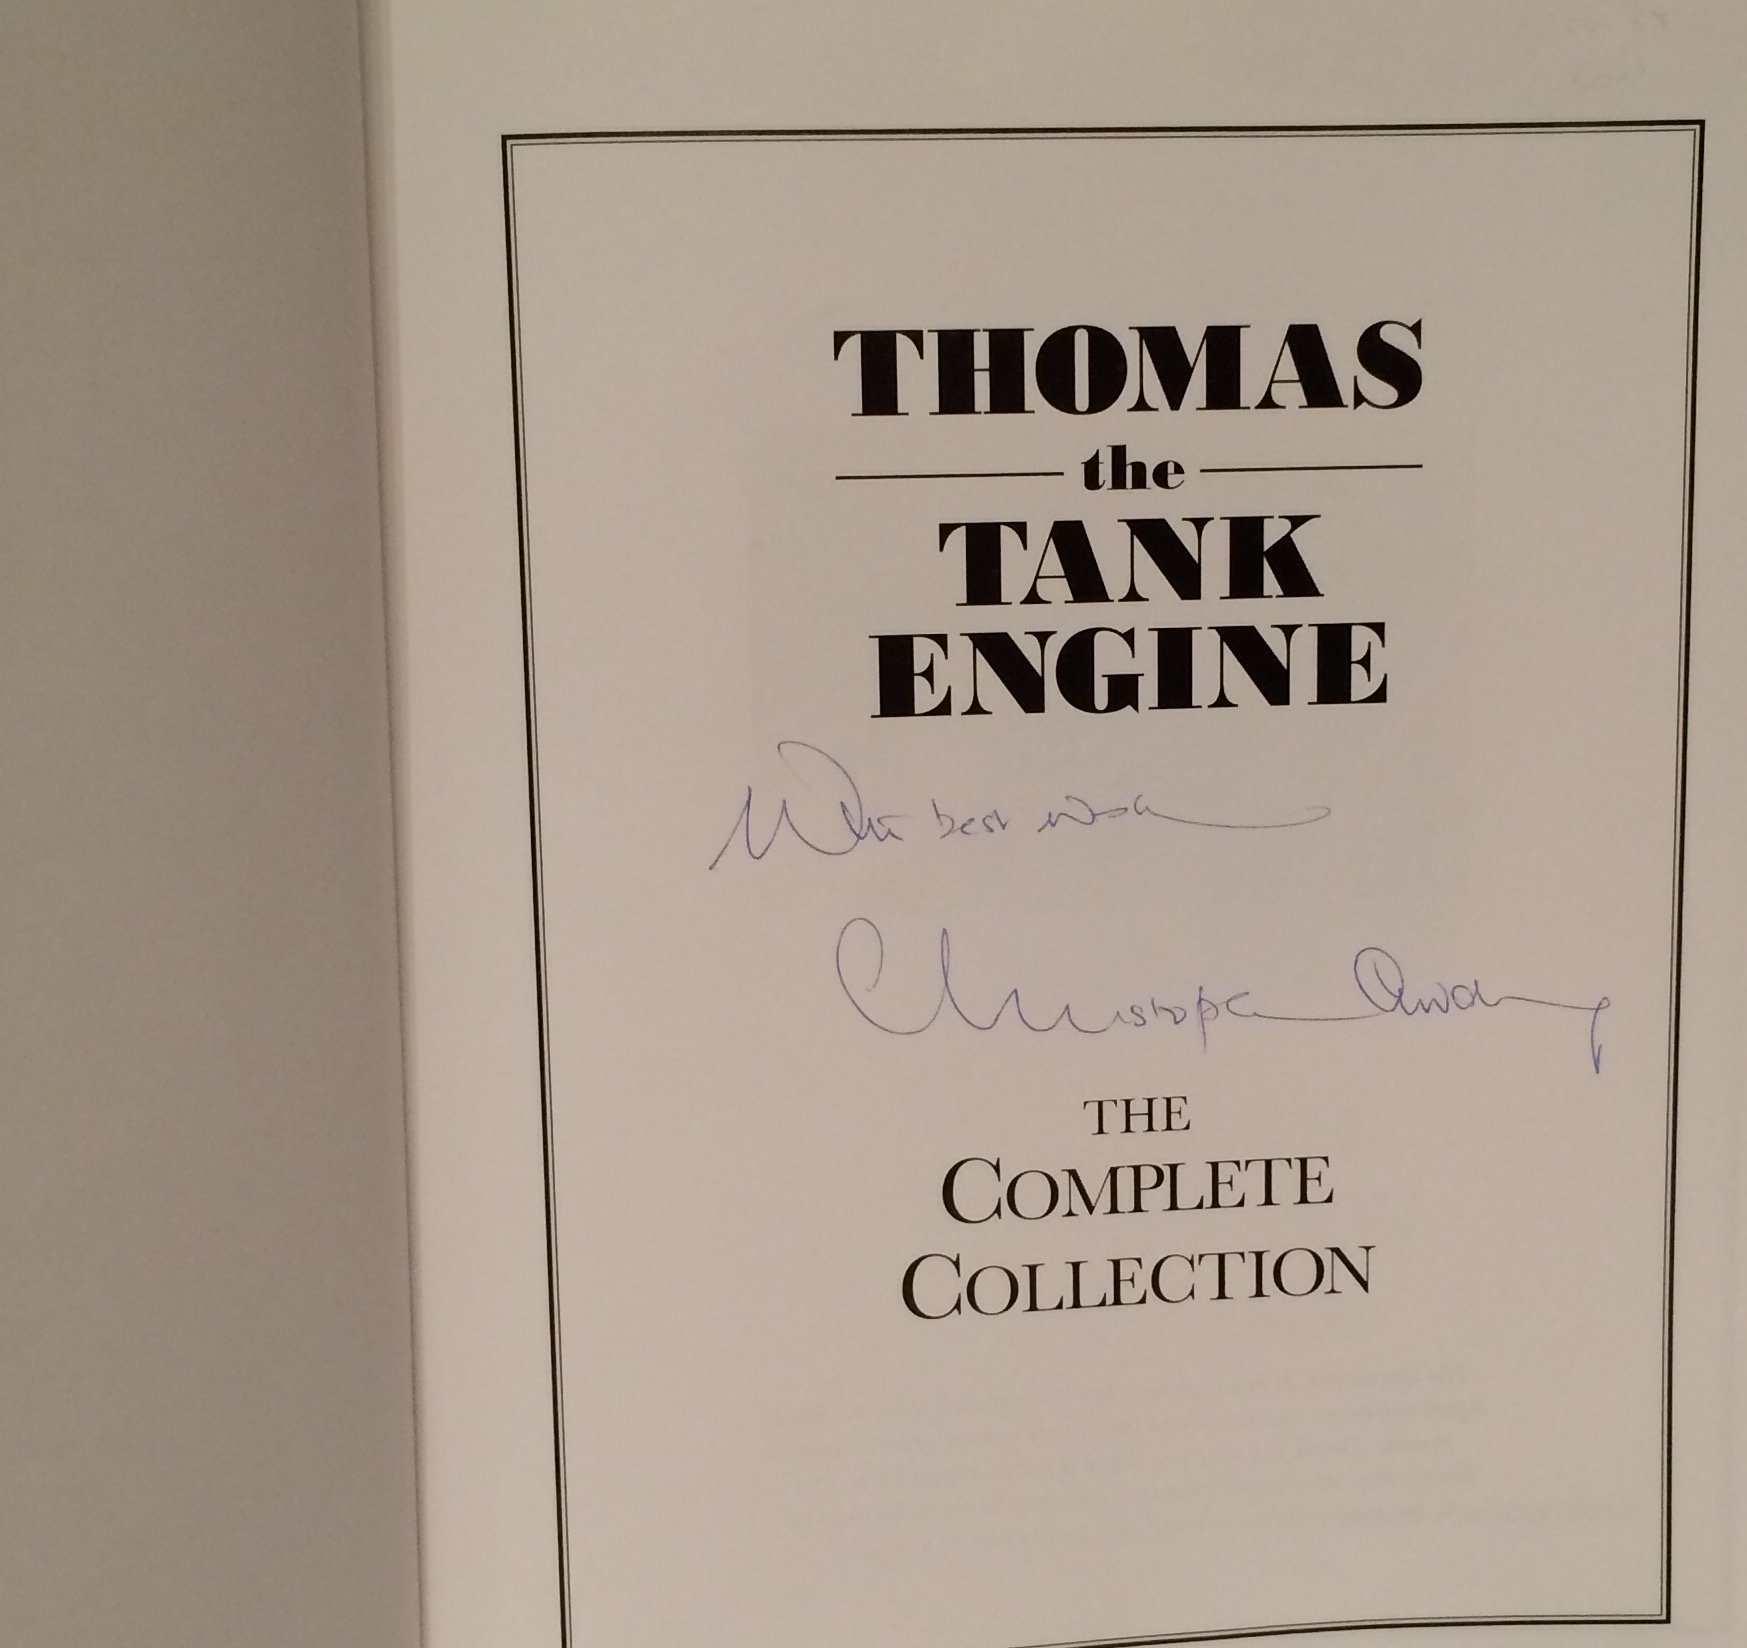 THOMAS
the
TANK
ENGINE
With best wishes
Christopher Awdry
THE
COMPLETE
COLLECTION